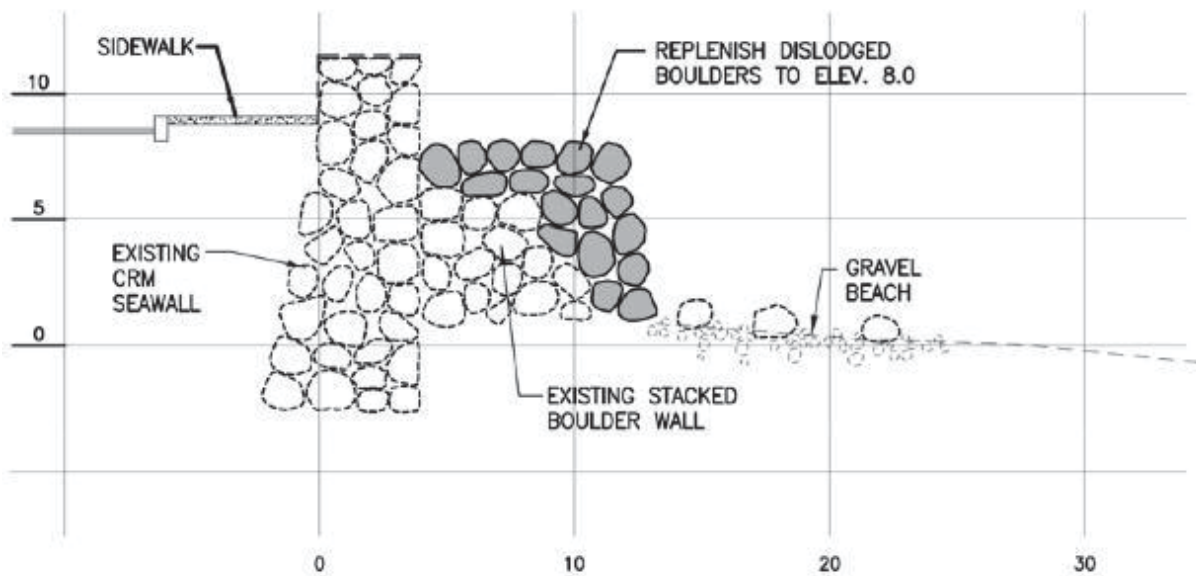 SIDEWALK
REPLENISH DISLODGED
BOULDERS TO ELEV. 8.0
10
5
EXISTING
CRM
SEAWALL
GRAVEL
BEACH
0
EXISTING STACKED
BOULDER WALL
0
10
20
30